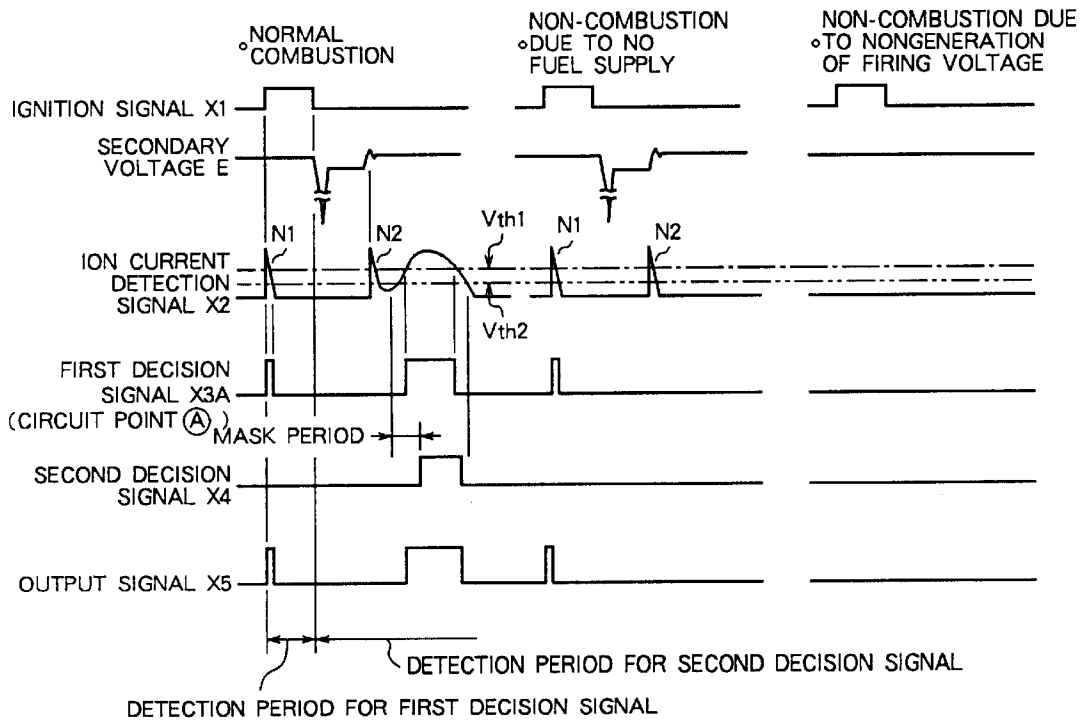 NORMAL
COMBUSTION
NON-COMBUSTION
DUE TO NO
FUEL SUPPLY
NON-COMBUSTION DUE
TO NONGENERATION
OF FIRING VOLTAGE
IGNITION SIGNAL X1
SECONDARY
VOLTAGE E
N1
N2
Vth1
N1
N2
ION CURRENT
DETECTION
SIGNAL X2
Vth2
FIRST DECISION
SIGNAL X3A
(CIRCUIT POINT Ⓐ)
MASK PERIOD
SECOND DECISION
SIGNAL X4
OUTPUT SIGNAL X5
DETECTION PERIOD FOR SECOND DECISION SIGNAL
DETECTION PERIOD FOR FIRST DECISION SIGNAL